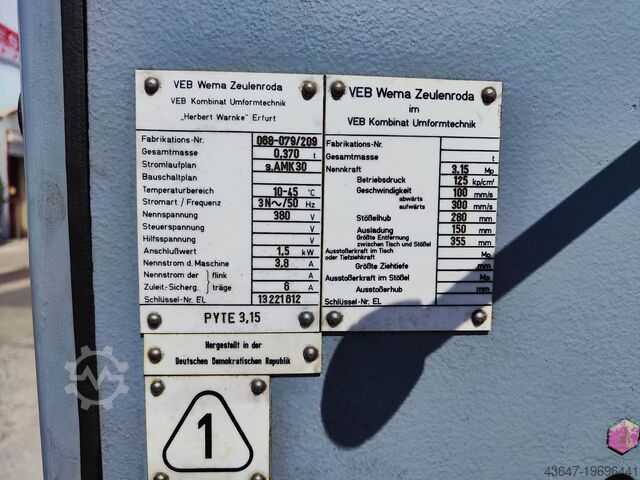 VEB Wema Zeulenroda
VEB Kombinat Umformtechnik
„Herbert Warnke" Erfurt
Fabrikations-Nr. 068-079/209
Gesamtmasse 0,370 t
Stromlaufplan s.AMK30
Bauschaltplan
Temperaturbereich 10-45 °C
Stromart / Frequenz 3N~/50 Hz
Nennspannung 380 V
Steuerspannung V
Hilfsspannung V
Anschlußwert 1,5 kW
Nennstrom d. Maschine 3,8 A
Nennstrom der flink A
Zuleit-Sicherg. träge 6 A
Schlüssel-Nr. EL 13221612
PYTE 3,15
VEB Wema Zeulenroda
im
VEB Kombinat Umformtechnik
Fabrikations-Nr.
Gesamtmasse t
Nennkraft 3,15 Mp
Betriebsdruck 125 kp/cm²
Geschwindigkeit abwärts 100 mm/s
aufwärts 300 mm/s
Stößelhub 280 mm
Ausladung 150 mm
Größte Entfernung
zwischen Tisch und Stößel 355 mm
Ausstoßerkraft im Tisch
oder Tiefziehkraft Mp
Größte Ziehtiefe mm
Ausstoßerkraft im Stößel Mp
Ausstoßerhub mm
Schlüssel-Nr. EL
Hergestellt in der
Deutschen Demokratischen Republik
1
43647-19696441